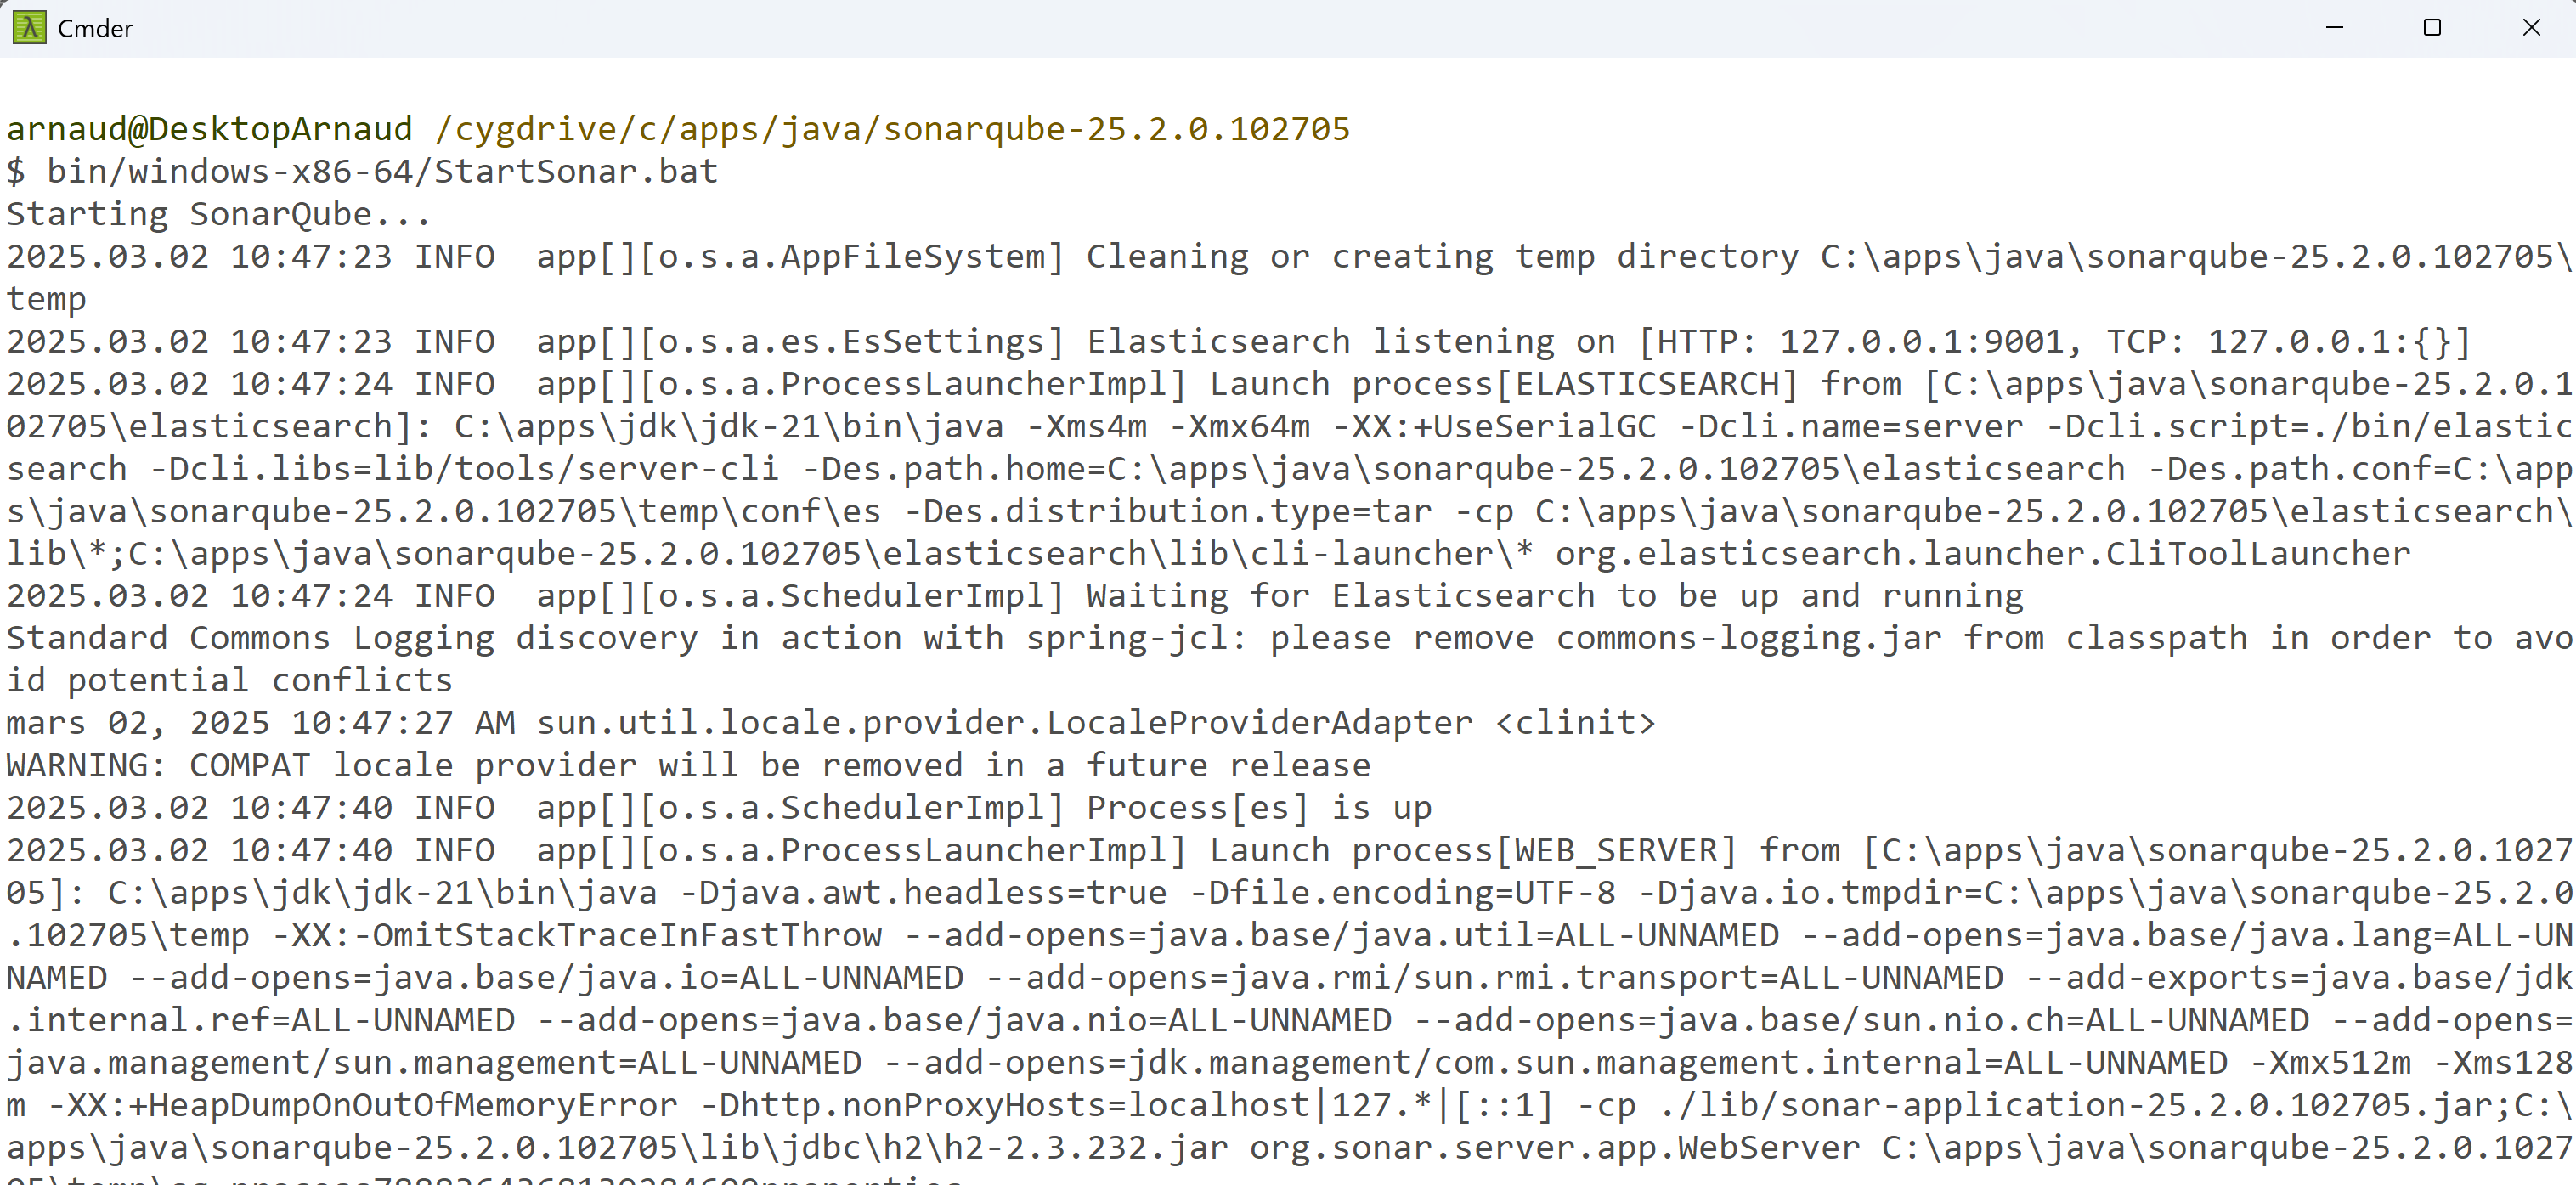 Cmder
arnaud@DesktopArnaud /cygdrive/c/apps/java/sonarqube-25.2.0.102705
$ bin/windows-x86-64/StartSonar.bat
Starting SonarQube...
2025.03.02 10:47:23 INFO  app[][o.s.a.AppFileSystem] Cleaning or creating temp directory C:\apps\java\sonarqube-25.2.0.102705\
temp
2025.03.02 10:47:23 INFO  app[][o.s.a.es.EsSettings] Elasticsearch listening on [HTTP: 127.0.0.1:9001, TCP: 127.0.0.1:{}]
2025.03.02 10:47:24 INFO  app[][o.s.a.ProcessLauncherImpl] Launch process[ELASTICSEARCH] from [C:\apps\java\sonarqube-25.2.0.1
02705\elasticsearch]: C:\apps\jdk\jdk-21\bin\java -Xms4m -Xmx64m -XX:+UseSerialGC -Dcli.name=server -Dcli.script=./bin/elastic
search -Dcli.libs=lib/tools/server-cli -Des.path.home=C:\apps\java\sonarqube-25.2.0.102705\elasticsearch -Des.path.conf=C:\app
s\java\sonarqube-25.2.0.102705\temp\conf\es -Des.distribution.type=tar -cp C:\apps\java\sonarqube-25.2.0.102705\elasticsearch\
lib\*;C:\apps\java\sonarqube-25.2.0.102705\elasticsearch\lib\cli-launcher\* org.elasticsearch.launcher.CliToolLauncher
2025.03.02 10:47:24 INFO  app[][o.s.a.SchedulerImpl] Waiting for Elasticsearch to be up and running
Standard Commons Logging discovery in action with spring-jcl: please remove commons-logging.jar from classpath in order to avo
id potential conflicts
mars 02, 2025 10:47:27 AM sun.util.locale.provider.LocaleProviderAdapter <clinit>
WARNING: COMPAT locale provider will be removed in a future release
2025.03.02 10:47:40 INFO  app[][o.s.a.SchedulerImpl] Process[es] is up
2025.03.02 10:47:40 INFO  app[][o.s.a.ProcessLauncherImpl] Launch process[WEB_SERVER] from [C:\apps\java\sonarqube-25.2.0.1027
05]: C:\apps\jdk\jdk-21\bin\java -Djava.awt.headless=true -Dfile.encoding=UTF-8 -Djava.io.tmpdir=C:\apps\java\sonarqube-25.2.0
.102705\temp -XX:-OmitStackTraceInFastThrow --add-opens=java.base/java.util=ALL-UNNAMED --add-opens=java.base/java.lang=ALL-UN
NAMED --add-opens=java.base/java.io=ALL-UNNAMED --add-opens=java.rmi/sun.rmi.transport=ALL-UNNAMED --add-exports=java.base/jdk
.internal.ref=ALL-UNNAMED --add-opens=java.base/java.nio=ALL-UNNAMED --add-opens=java.base/sun.nio.ch=ALL-UNNAMED --add-opens=
java.management/sun.management=ALL-UNNAMED --add-opens=jdk.management/com.sun.management.internal=ALL-UNNAMED -Xmx512m -Xms128
m -XX:+HeapDumpOnOutOfMemoryError -Dhttp.nonProxyHosts=localhost|127.*|[::1] -cp ./lib/sonar-application-25.2.0.102705.jar;C:\
apps\java\sonarqube-25.2.0.102705\lib\jdbc\h2\h2-2.3.232.jar org.sonar.server.app.WebServer C:\apps\java\sonarqube-25.2.0.1027